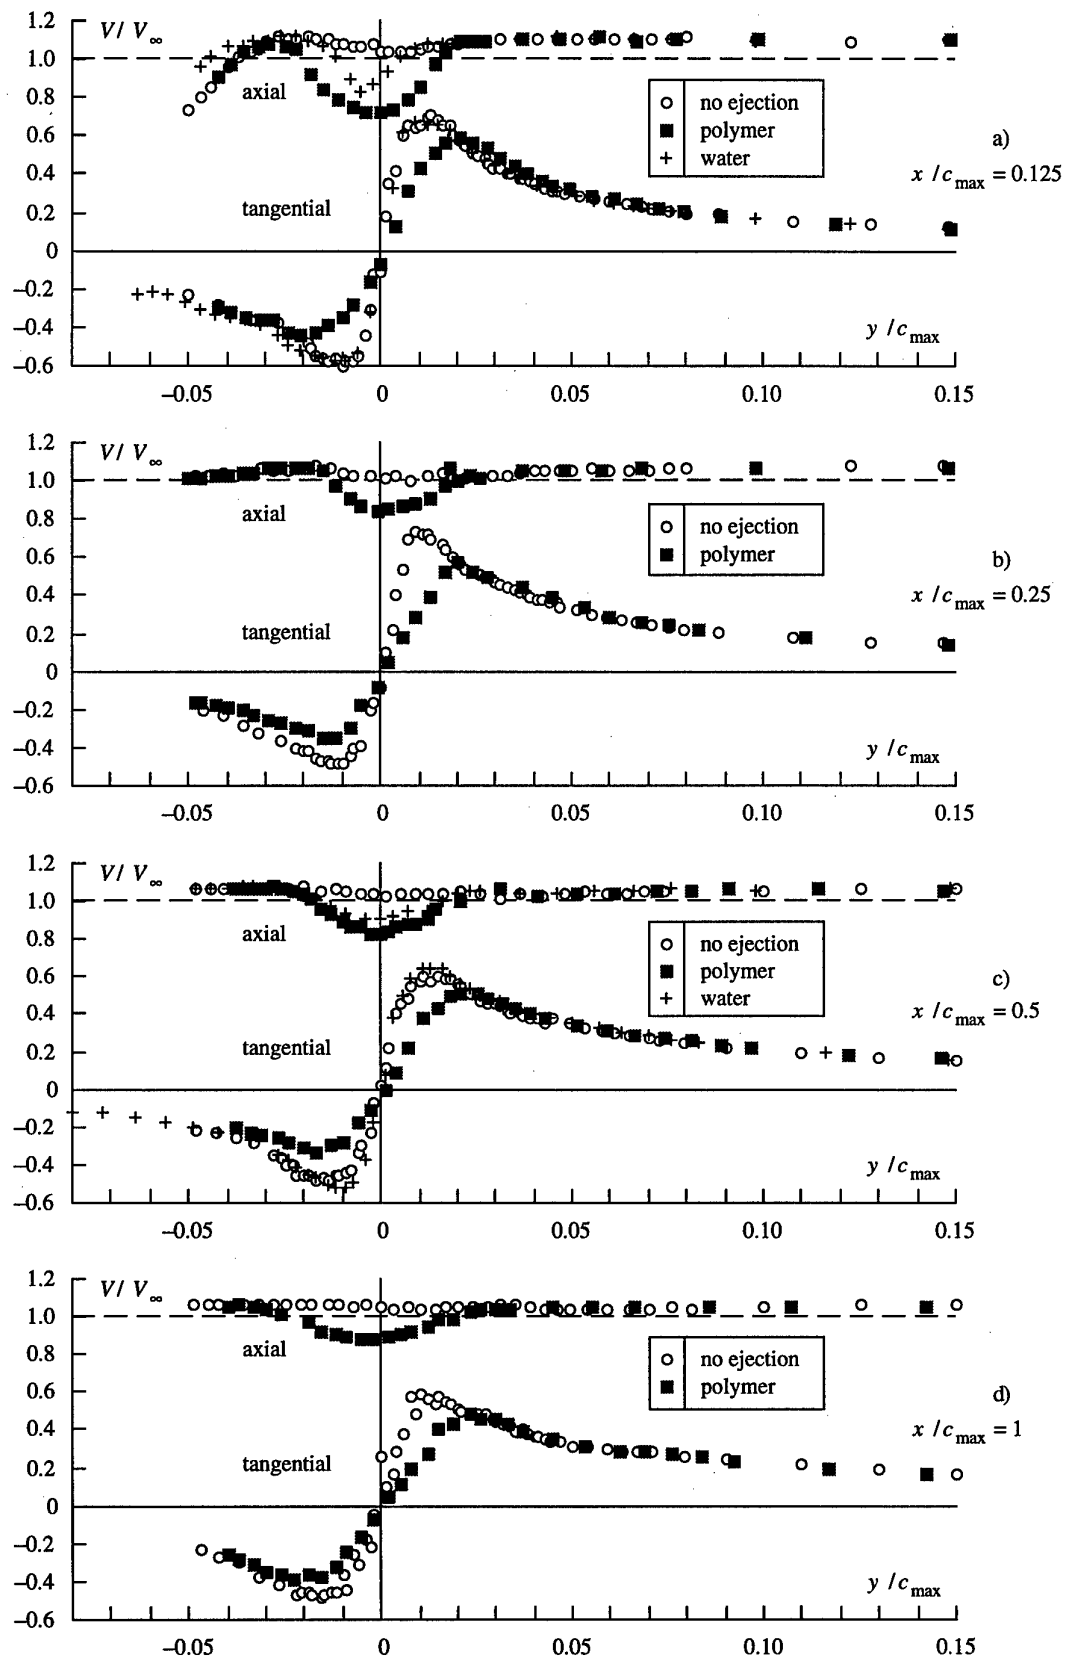 V/ V∞
1.2
1.0
0.8
0.6
0.4
0.2
0
−0.2
−0.4
−0.6
axial
tangential
no ejection
polymer
water
a)
x /cmax = 0.125
y /cmax
−0.05 0 0.05 0.10 0.15
V/ V∞
1.2
1.0
0.8
0.6
0.4
0.2
0
−0.2
−0.4
−0.6
axial
tangential
no ejection
polymer
b)
x /cmax = 0.25
y /cmax
−0.05 0 0.05 0.10 0.15
V/ V∞
1.2
1.0
0.8
0.6
0.4
0.2
0
−0.2
−0.4
−0.6
axial
tangential
no ejection
polymer
water
c)
x /cmax = 0.5
y /cmax
−0.05 0 0.05 0.10 0.15
V/ V∞
1.2
1.0
0.8
0.6
0.4
0.2
0
−0.2
−0.4
−0.6
axial
tangential
no ejection
polymer
d)
x /cmax = 1
y /cmax
−0.05 0 0.05 0.10 0.15